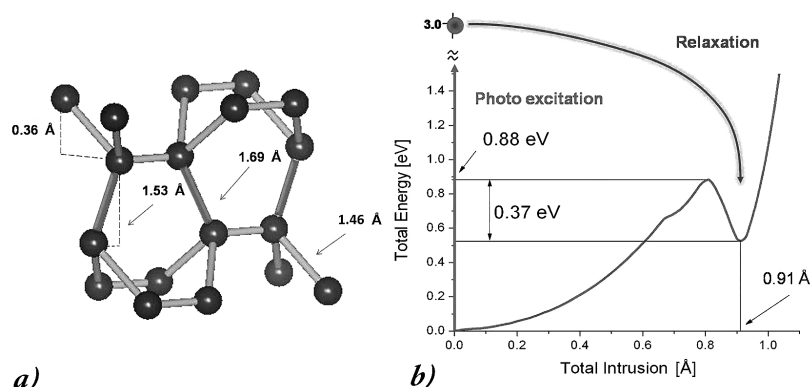 0.36 Å
1.53 Å
1.69 Å
1.46 Å
a)
3.0
≈
1.4
1.2
1.0
0.8
0.6
0.4
0.2
0.0
Total Energy [eV]
Relaxation
Photo excitation
0.88 eV
0.37 eV
0.91 Å
0.0 0.2 0.4 0.6 0.8 1.0
Total Intrusion [Å]
b)